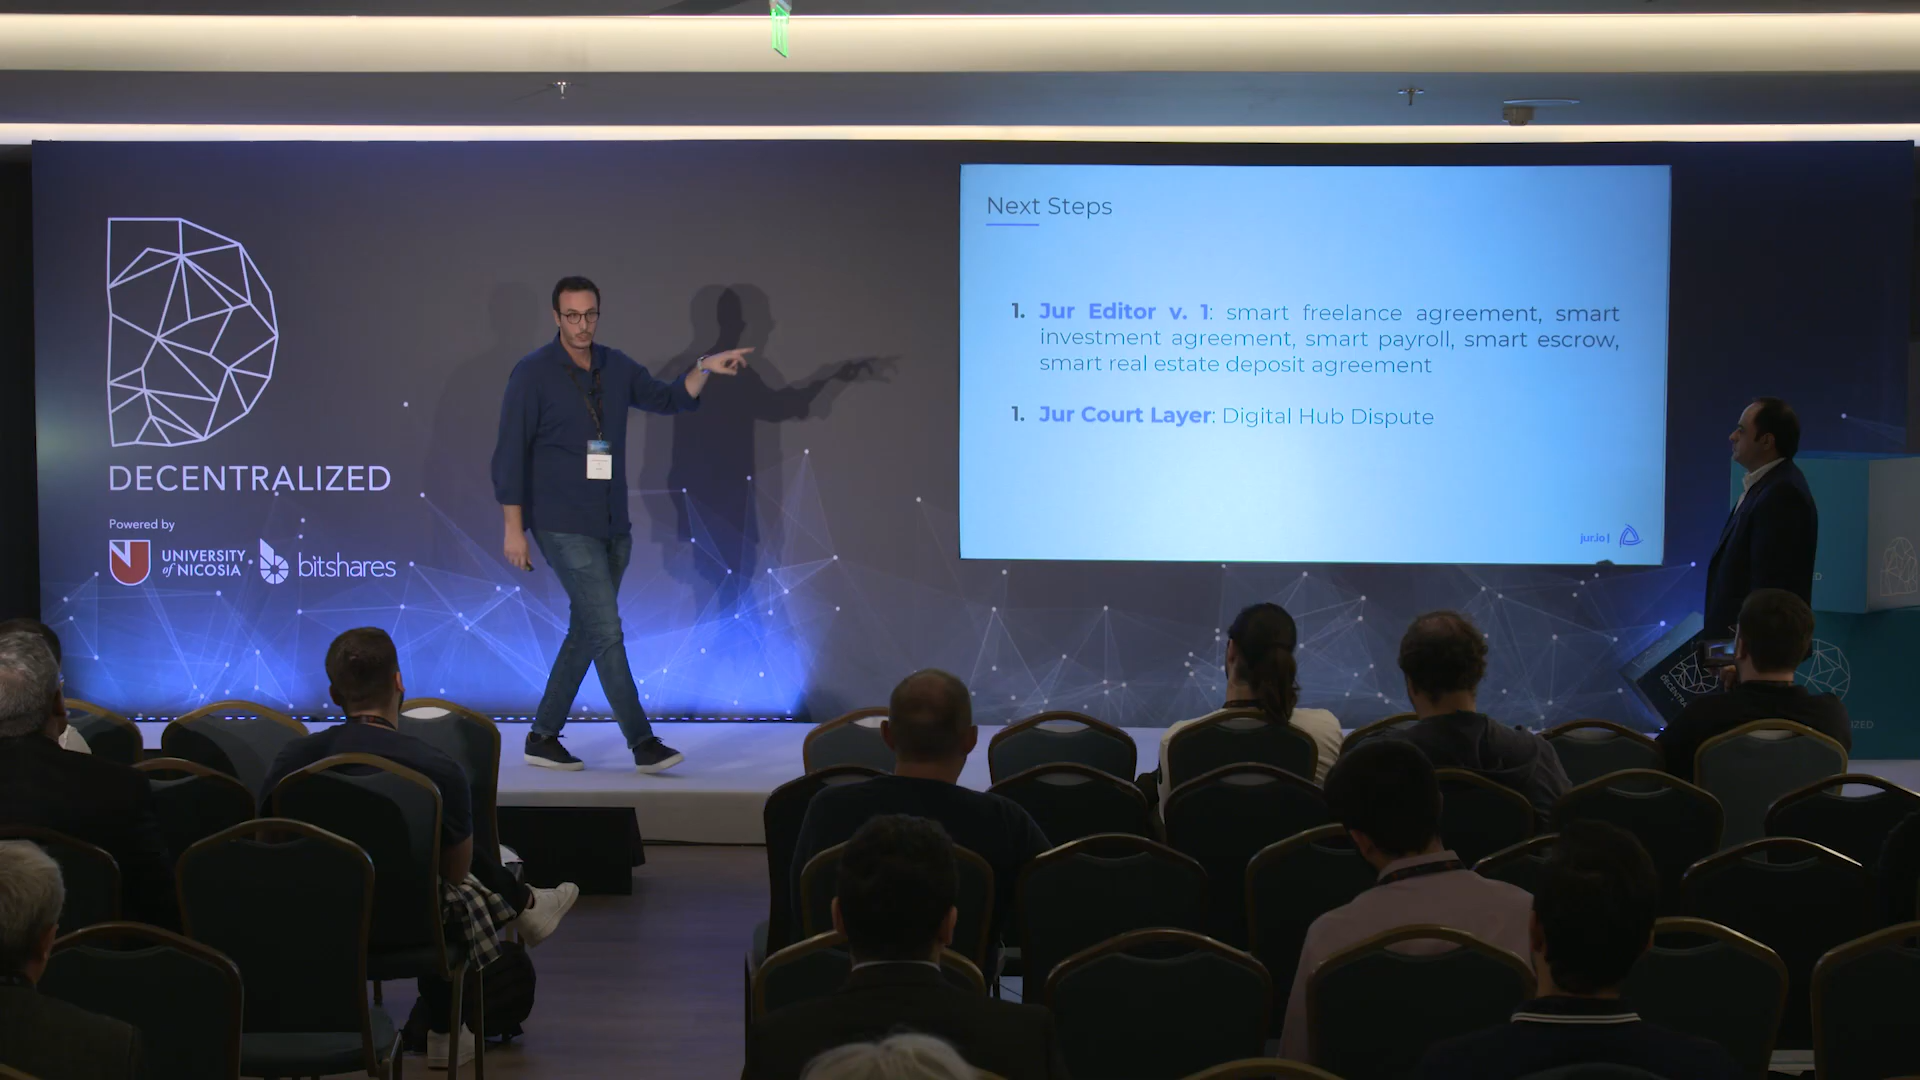 DECENTRALIZED
Powered by
UNIVERSITY
of NICOSIA
bitshares
Next Steps
1. Jur Editor v. 1: smart freelance agreement, smart
investment agreement, smart payroll, smart escrow,
smart real estate deposit agreement
1. Jur Court Layer: Digital Hub Dispute
jur.io |